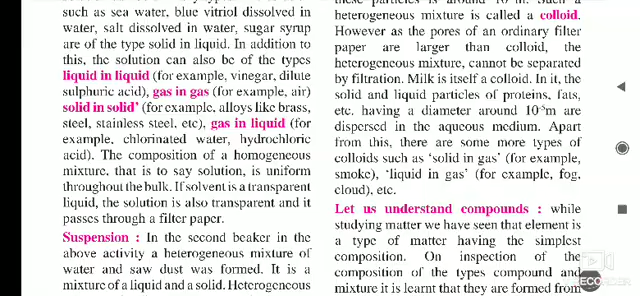 such as sea water, blue vitriol dissolved in
water, salt dissolved in water, sugar syrup
are of the type solid in liquid. In addition to
this, the solution can also be of the types
liquid in liquid (for example, vinegar, dilute
sulphuric acid), gas in gas (for example, air)
solid in solid' (for example, alloys like brass,
steel, stainless steel, etc), gas in liquid (for
example, chlorinated water, hydrochloric
acid). The composition of a homogeneous
mixture, that is to say solution, is uniform
throughout the bulk. If solvent is a transparent
liquid, the solution is also transparent and it
passes through a filter paper.
Suspension : In the second beaker in the
above activity a heterogeneous mixture of
water and saw dust was formed. It is a
mixture of a liquid and a solid. Heterogeneous
heterogeneous mixture is called a colloid.
However as the pores of an ordinary filter
paper are larger than colloid, the
heterogeneous mixture, cannot be separated
by filtration. Milk is itself a colloid. In it, the
solid and liquid particles of proteins, fats,
etc. having a diameter around 10⁻⁵m are
dispersed in the aqueous medium. Apart
from this, there are some more types of
colloids such as 'solid in gas' (for example,
smoke), 'liquid in gas' (for example, fog,
cloud), etc.
Let us understand compounds : while
studying matter we have seen that element is
a type of matter having the simplest
composition. On inspection of the
composition of the types compound and
mixture it is learnt that they are formed from